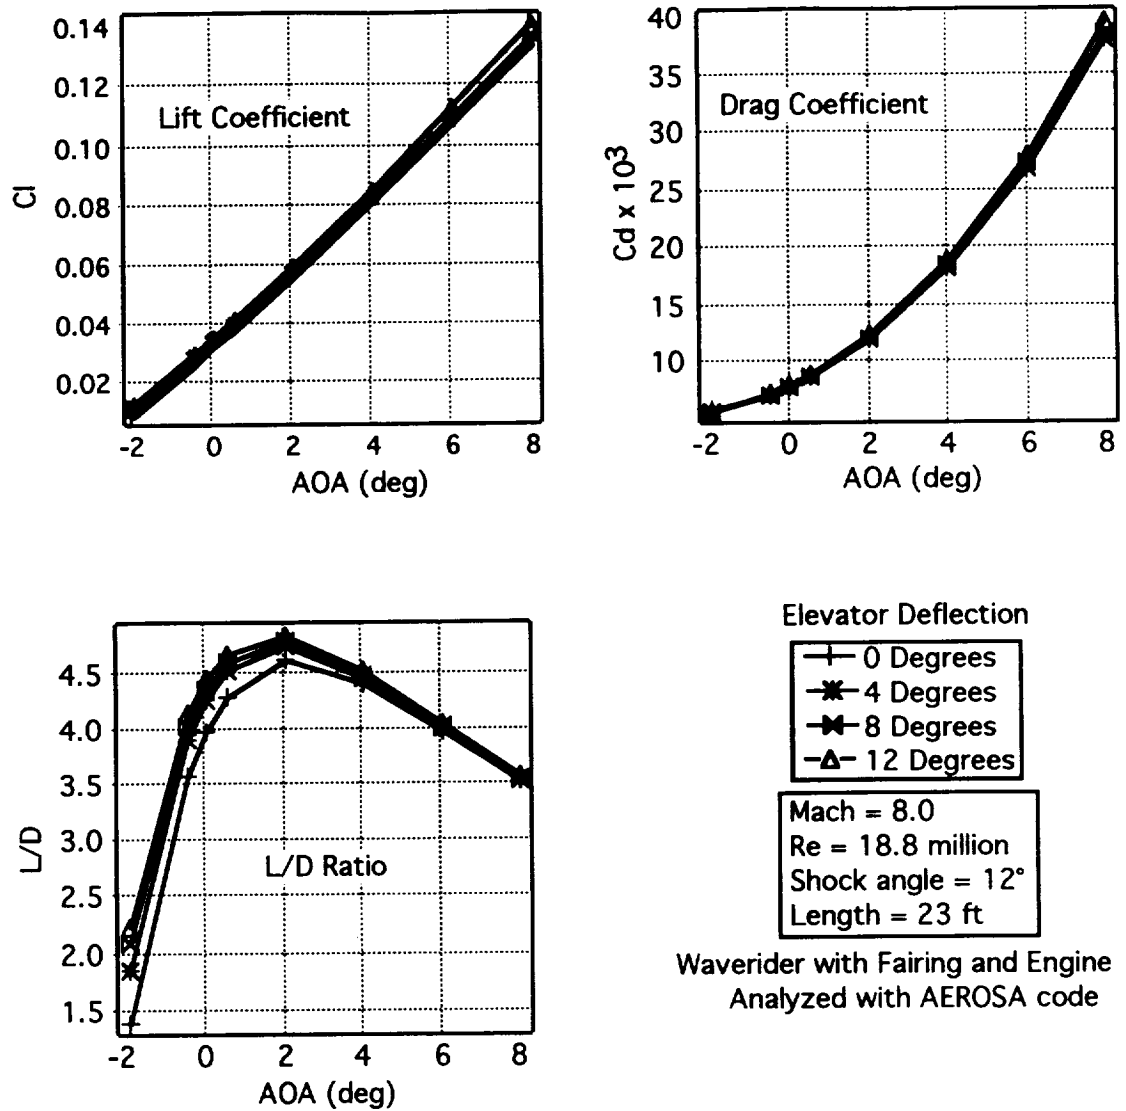 0.14
0.12
0.10
0.08
0.06
0.04
0.02
Cl
Lift Coefficient
-2 0 2 4 6 8
AOA (deg)
40
35
30
25
20
15
10
Cd x 10³
Drag Coefficient
-2 0 2 4 6 8
AOA (deg)
4.5
4.0
3.5
3.0
2.5
2.0
1.5
L/D
L/D Ratio
-2 0 2 4 6 8
AOA (deg)
Elevator Deflection
0 Degrees
4 Degrees
8 Degrees
12 Degrees
Mach = 8.0
Re = 18.8 million
Shock angle = 12°
Length = 23 ft
Waverider with Fairing and Engine
Analyzed with AEROSA code